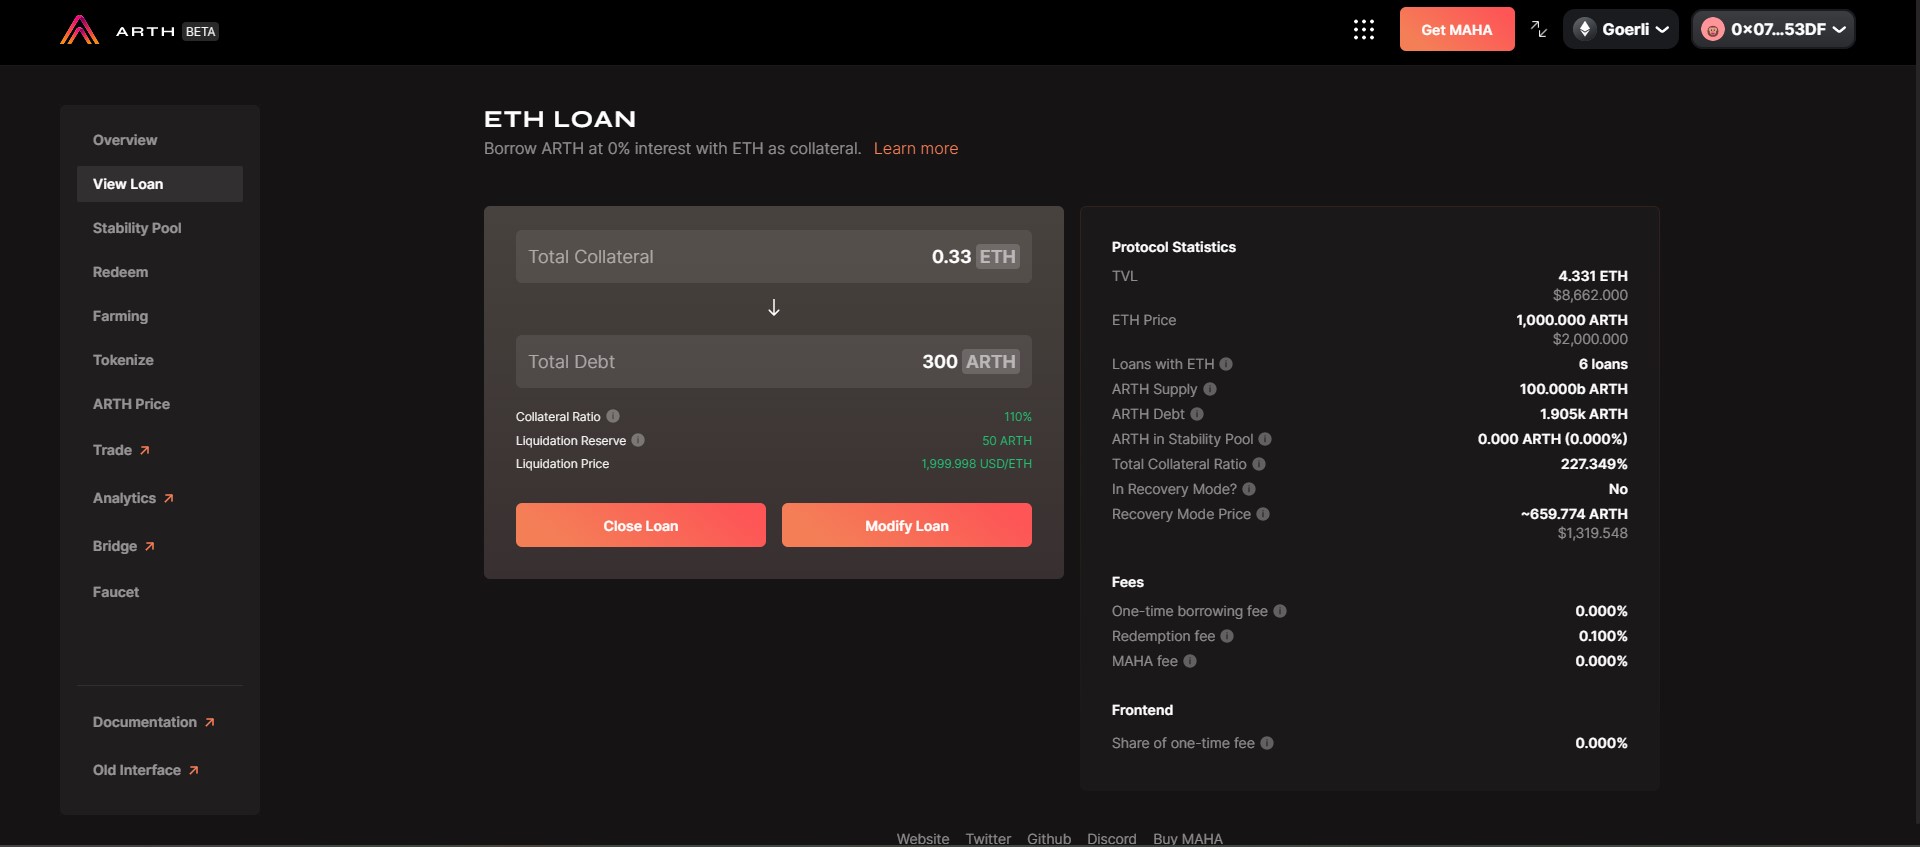 ARTH BETA
Get MAHA
Goerli
0×07...53DF
Overview
View Loan
Stability Pool
Redeem
Farming
Tokenize
ARTH Price
Trade
Analytics
Bridge
Faucet
Documentation
Old Interface
ETH LOAN
Borrow ARTH at 0% interest with ETH as collateral. Learn more
Total Collateral 0.33 ETH
Total Debt 300 ARTH
Collateral Ratio 110%
Liquidation Reserve 50 ARTH
Liquidation Price 1,999.998 USD/ETH
Close Loan Modify Loan
Protocol Statistics
TVL 4.331 ETH
$8,662.000
ETH Price 1,000.000 ARTH
$2,000.000
Loans with ETH 6 loans
ARTH Supply 100.000b ARTH
ARTH Debt 1.905k ARTH
ARTH in Stability Pool 0.000 ARTH (0.000%)
Total Collateral Ratio 227.349%
In Recovery Mode? No
Recovery Mode Price ~659.774 ARTH
$1,319.548
Fees
One-time borrowing fee 0.000%
Redemption fee 0.100%
MAHA fee 0.000%
Frontend
Share of one-time fee 0.000%
Website Twitter Github Discord Buy MAHA